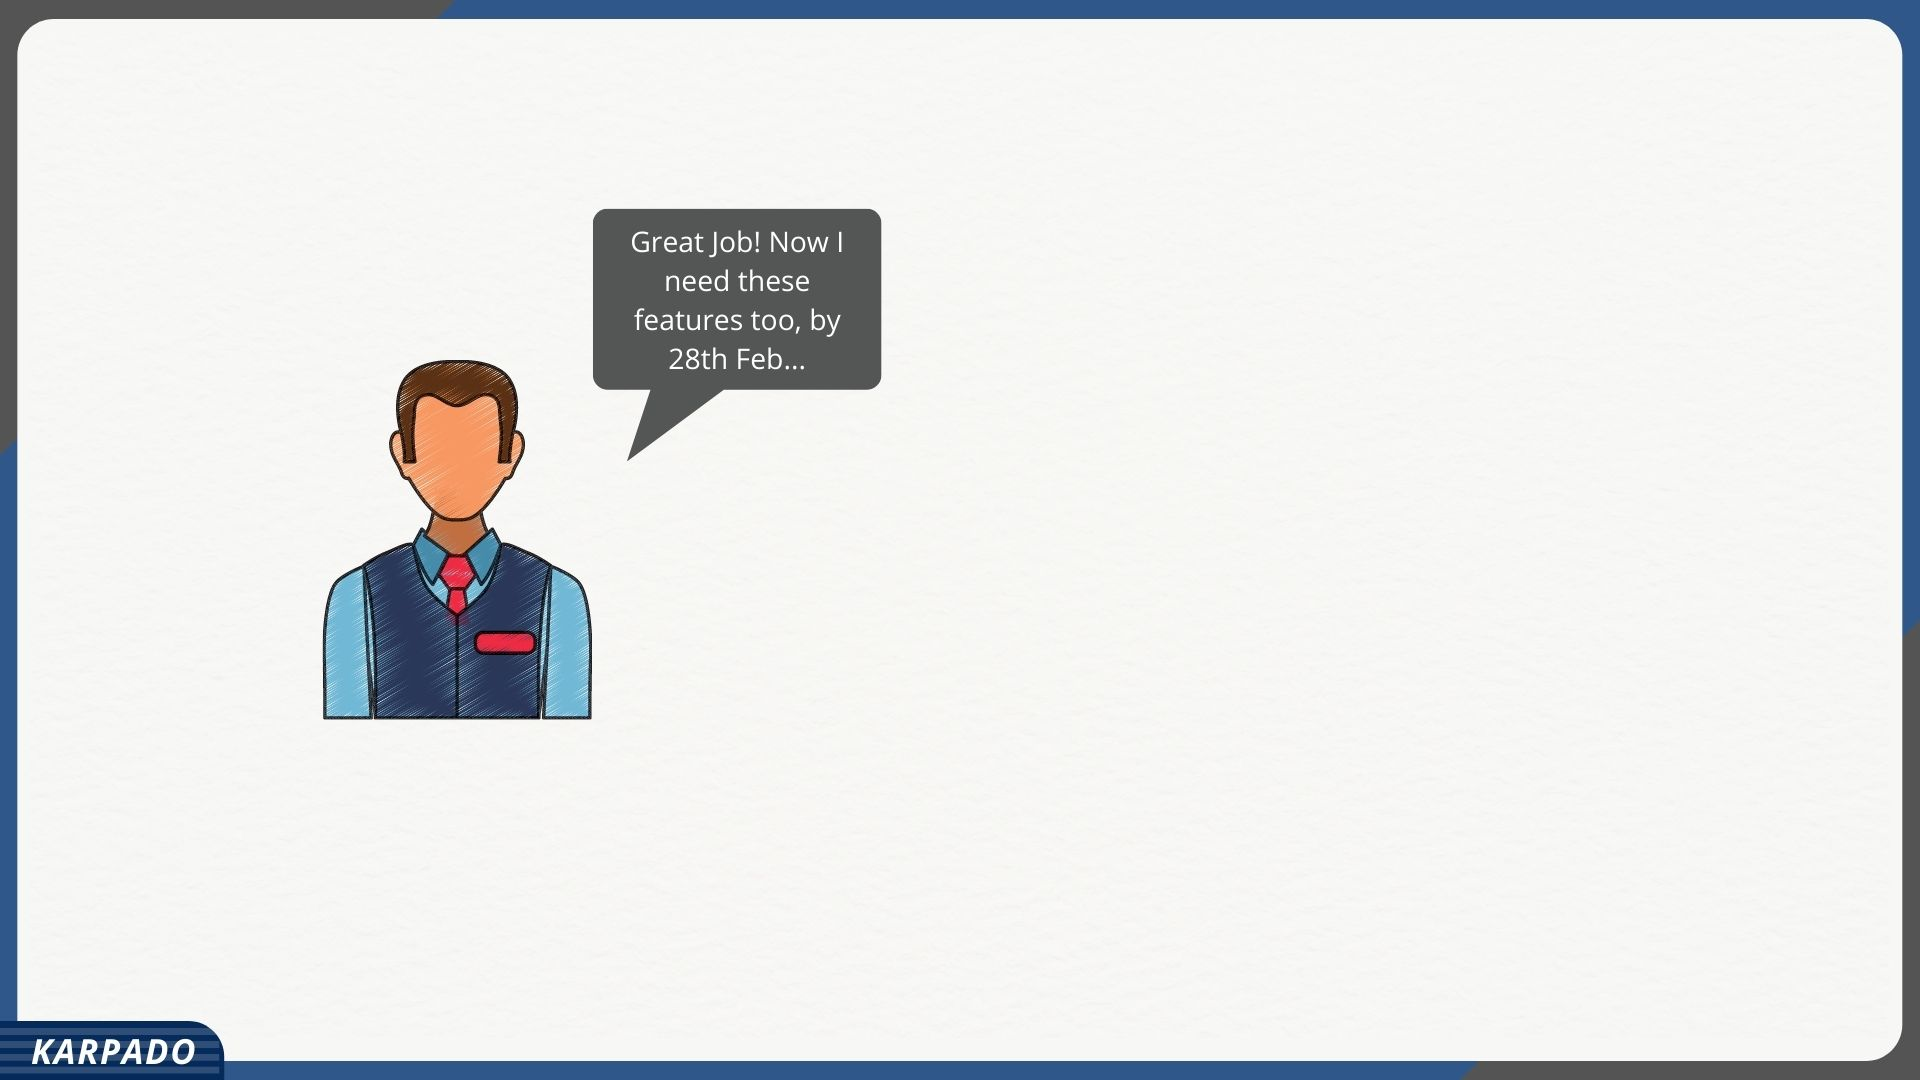 Great Job! Now I
need these
features too, by
28th Feb...
KARPADO